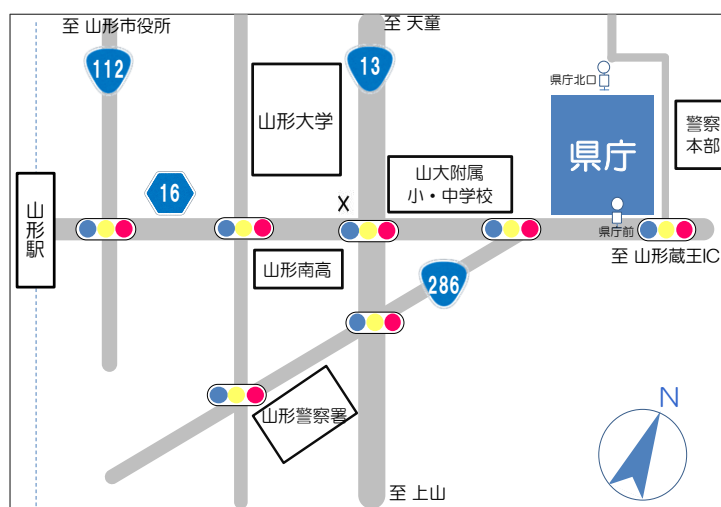 至 山形市役所
至 天童
112
13
県庁北口
山形大学
県庁
警察
本部
山大附属
小・中学校
16
X
山形駅
県庁前
山形南高
至 山形蔵王IC
286
山形警察署
N
至 上山